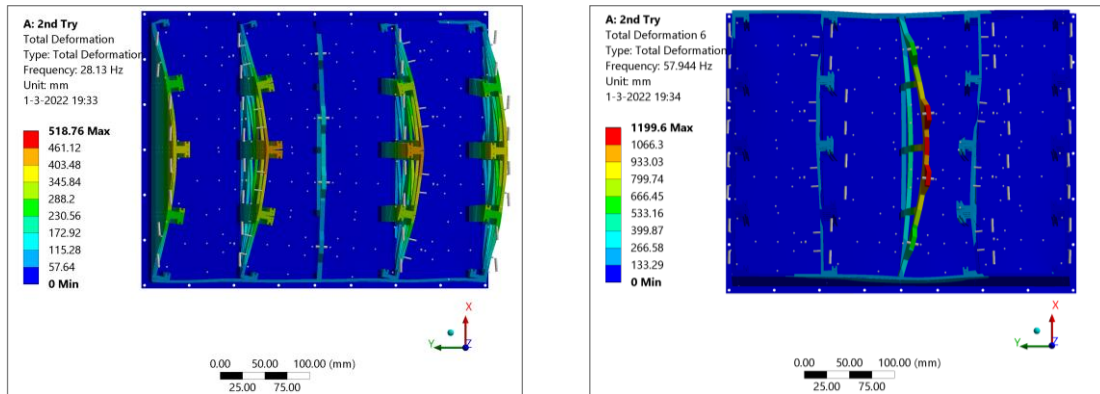 A: 2nd Try
Total Deformation
Type: Total Deformation
Frequency: 28.13 Hz
Unit: mm
1-3-2022 19:33
518.76 Max
461.12
403.48
345.84
288.2
230.56
172.92
115.28
57.64
0 Min
X
Y
Z
0.00 50.00 100.00 (mm)
25.00 75.00
A: 2nd Try
Total Deformation 6
Type: Total Deformation
Frequency: 57.944 Hz
Unit: mm
1-3-2022 19:34
1199.6 Max
1066.3
933.03
799.74
666.45
533.16
399.87
266.58
133.29
0 Min
X
Y
Z
0.00 50.00 100.00 (mm)
25.00 75.00